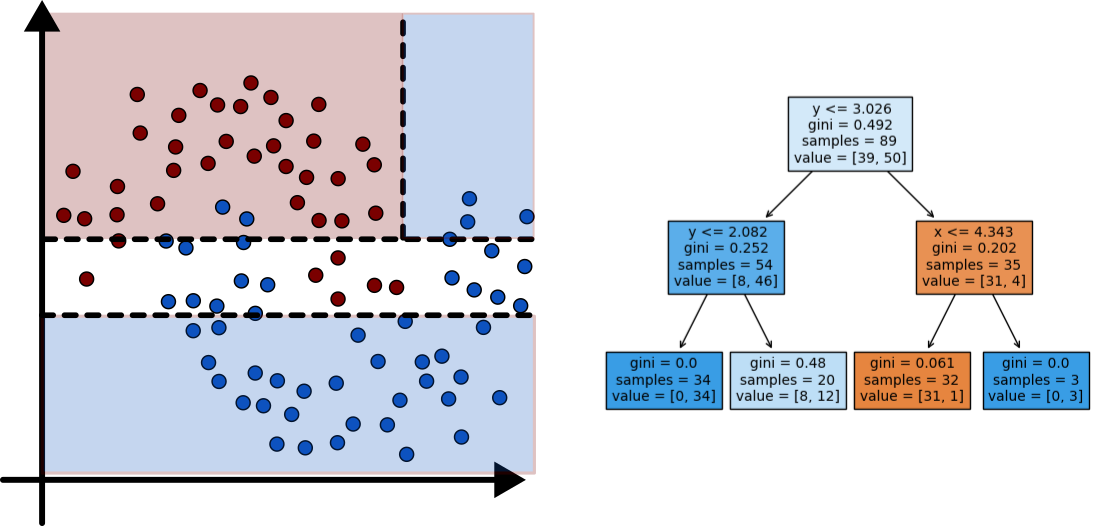 y <= 3.026
gini = 0.492
samples = 89
value = [39, 50]
y <= 2.082
gini = 0.252
samples = 54
value = [8, 46]
x <= 4.343
gini = 0.202
samples = 35
value = [31, 4]
gini = 0.0
samples = 34
value = [0, 34]
gini = 0.48
samples = 20
value = [8, 12]
gini = 0.061
samples = 32
value = [31, 1]
gini = 0.0
samples = 3
value = [0, 3]